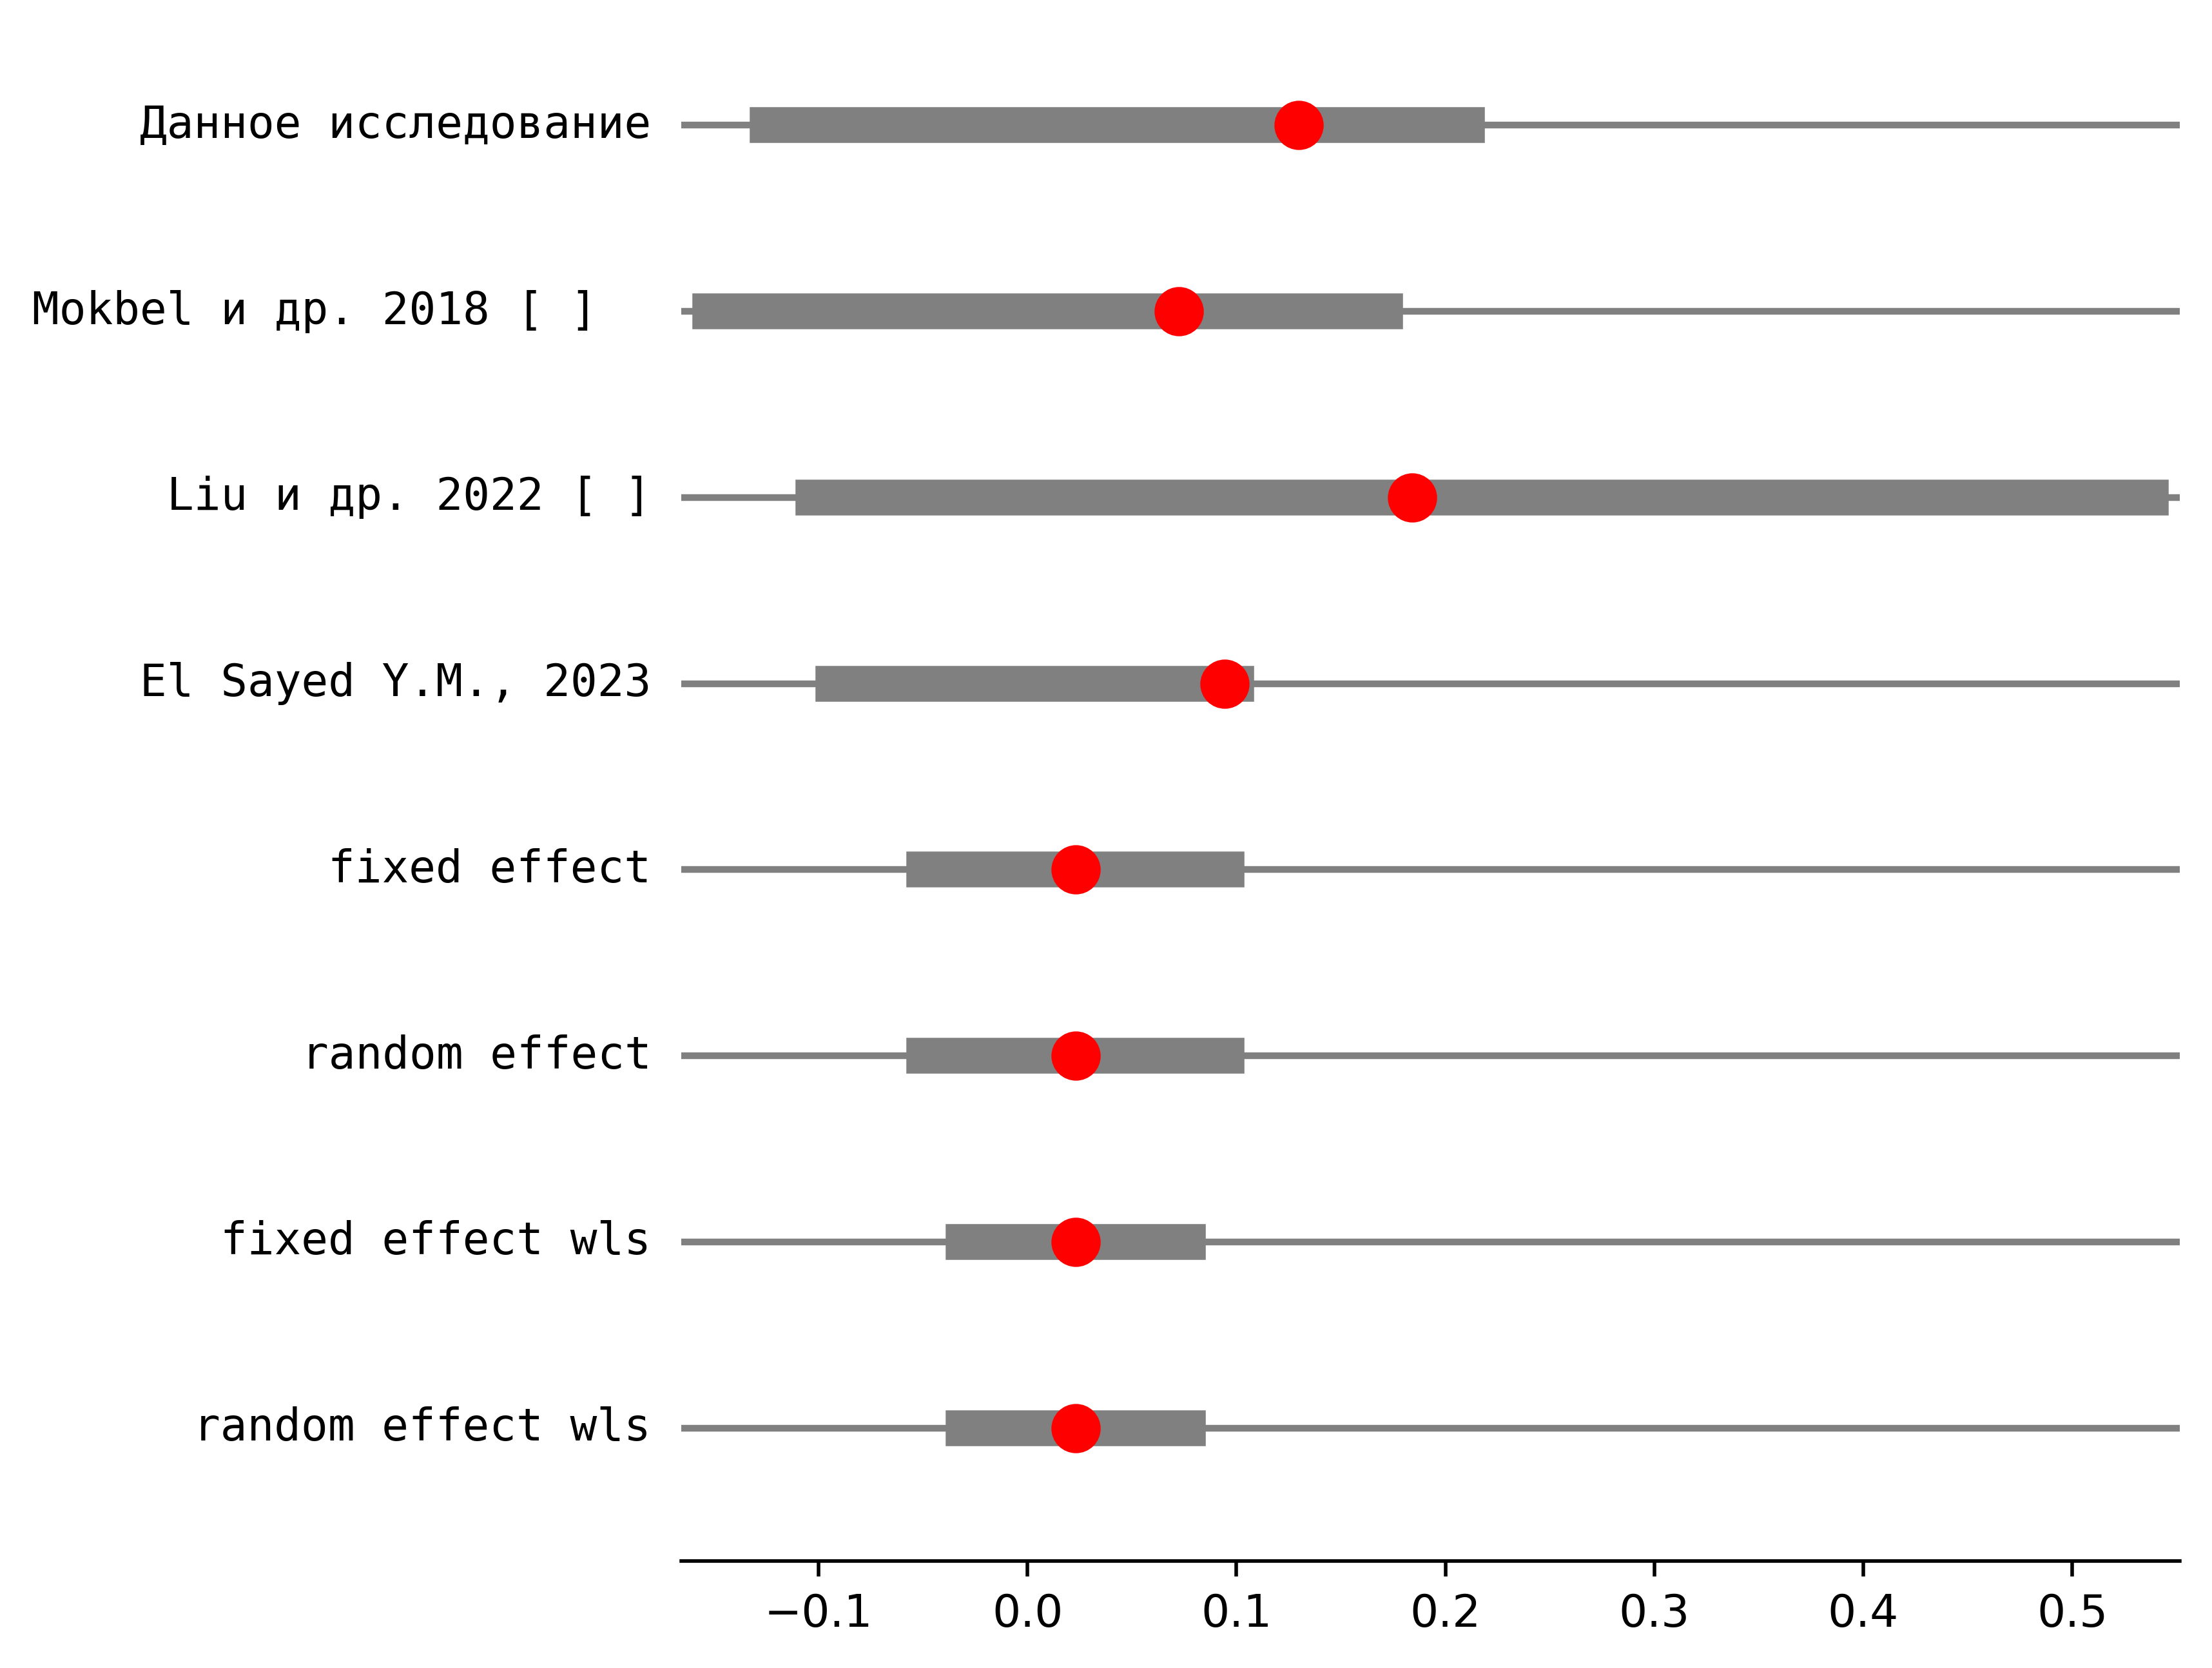 Данное исследование
Mokbel и др. 2018 [ ]
Liu и др. 2022 [ ]
El Sayed Y.M., 2023
fixed effect
random effect
fixed effect wls
random effect wls
−0.1 0.0 0.1 0.2 0.3 0.4 0.5